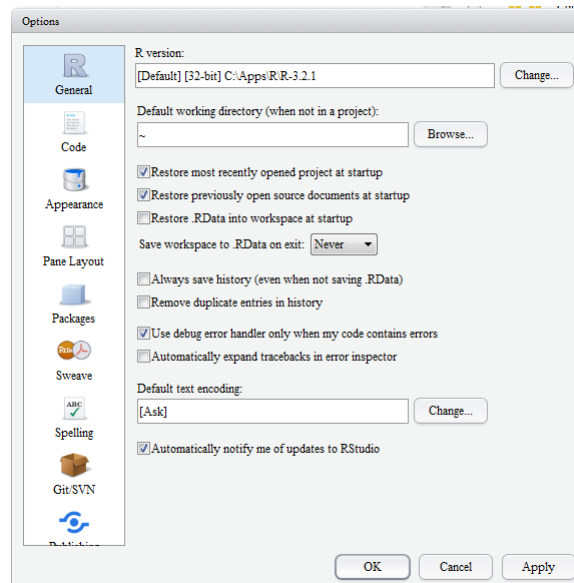 Options
R
General
Code
Appearance
Pane Layout
Packages
Sweave
ABC
Spelling
Git/SVN
Publishing
R version:
[Default] [32-bit] C:\Apps\R\R-3.2.1
Change...
Default working directory (when not in a project):
~
Browse...
Restore most recently opened project at startup
Restore previously open source documents at startup
Restore .RData into workspace at startup
Save workspace to .RData on exit: Never
Always save history (even when not saving .RData)
Remove duplicate entries in history
Use debug error handler only when my code contains errors
Automatically expand tracebacks in error inspector
Default text encoding:
[Ask]
Change...
Automatically notify me of updates to RStudio
OK
Cancel
Apply